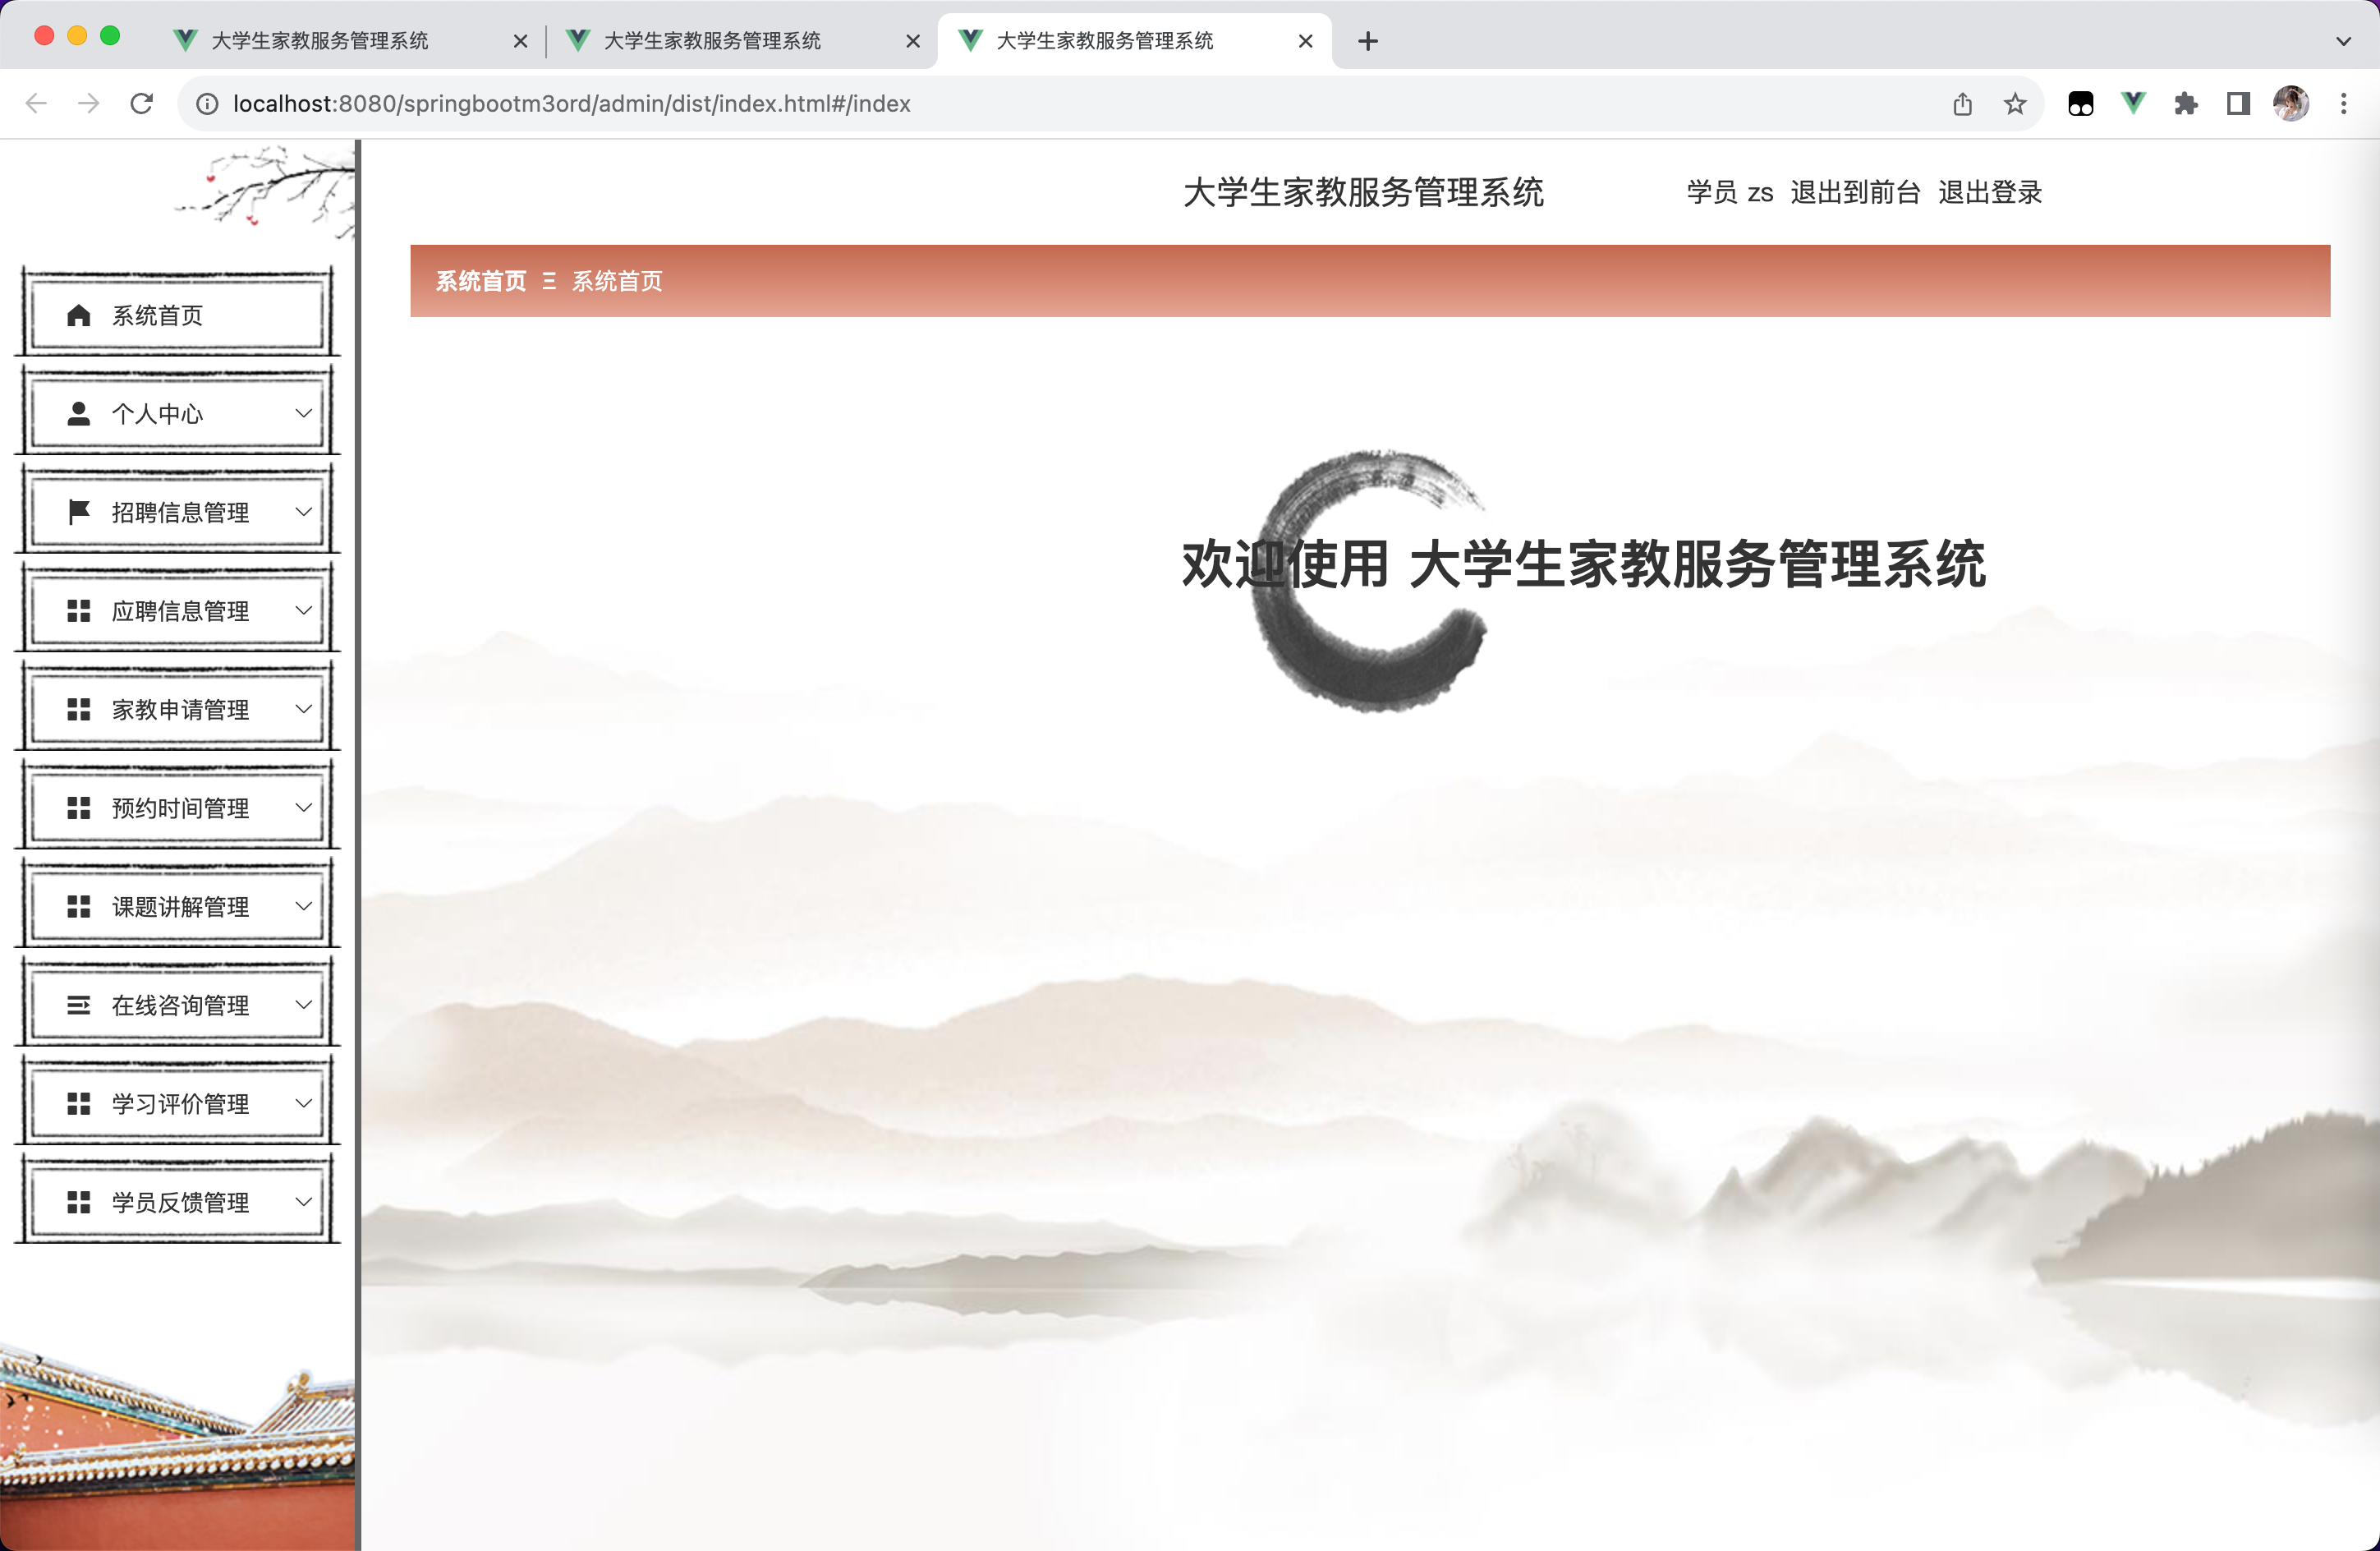 大学生家教服务管理系统
大学生家教服务管理系统
大学生家教服务管理系统
localhost:8080/springbootm3ord/admin/dist/index.html#/index
大学生家教服务管理系统
学员 zs 退出到前台 退出登录
系统首页 Ξ 系统首页
系统首页
个人中心
招聘信息管理
应聘信息管理
家教申请管理
预约时间管理
课题讲解管理
在线咨询管理
学习评价管理
学员反馈管理
欢迎使用 大学生家教服务管理系统